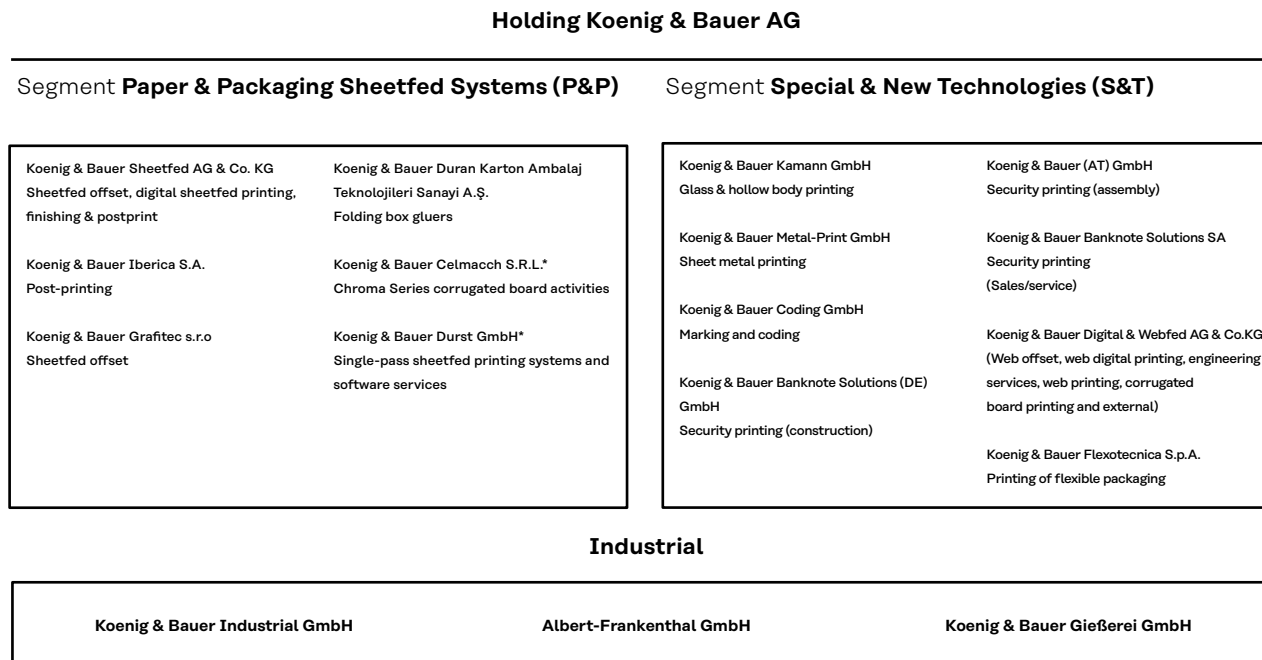 Holding Koenig & Bauer AG
Segment Paper & Packaging Sheetfed Systems (P&P)
Koenig & Bauer Sheetfed AG & Co. KG
Sheetfed offset, digital sheetfed printing,
finishing & postprint
Koenig & Bauer Iberica S.A.
Post-printing
Koenig & Bauer Grafitec s.r.o
Sheetfed offset
Koenig & Bauer Duran Karton Ambalaj
Teknolojileri Sanayi A.Ş.
Folding box gluers
Koenig & Bauer Celmacch S.R.L.*
Chroma Series corrugated board activities
Koenig & Bauer Durst GmbH*
Single-pass sheetfed printing systems and
software services
Segment Special & New Technologies (S&T)
Koenig & Bauer Kamann GmbH
Glass & hollow body printing
Koenig & Bauer Metal-Print GmbH
Sheet metal printing
Koenig & Bauer Coding GmbH
Marking and coding
Koenig & Bauer Banknote Solutions (DE)
GmbH
Security printing (construction)
Koenig & Bauer (AT) GmbH
Security printing (assembly)
Koenig & Bauer Banknote Solutions SA
Security printing
(Sales/service)
Koenig & Bauer Digital & Webfed AG & Co.KG
(Web offset, web digital printing, engineering
services, web printing, corrugated
board printing and external)
Koenig & Bauer Flexotecnica S.p.A.
Printing of flexible packaging
Industrial
Koenig & Bauer Industrial GmbH
Albert-Frankenthal GmbH
Koenig & Bauer Gießerei GmbH